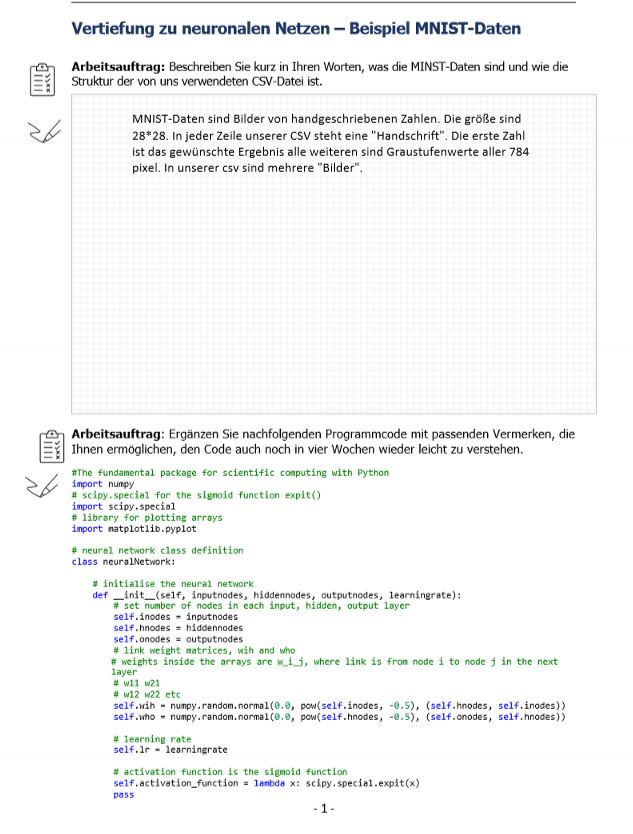 Vertiefung zu neuronalen Netzen – Beispiel MNIST-Daten
Arbeitsauftrag: Beschreiben Sie kurz in Ihren Worten, was die MINST-Daten sind und wie die
Struktur der von uns verwendeten CSV-Datei ist.
MNIST-Daten sind Bilder von handgeschriebenen Zahlen. Die größe sind
28*28. In jeder Zeile unserer CSV steht eine "Handschrift". Die erste Zahl
ist das gewünschte Ergebnis alle weiteren sind Graustufenwerte aller 784
pixel. In unserer csv sind mehrere "Bilder".
Arbeitsauftrag: Ergänzen Sie nachfolgenden Programmcode mit passenden Vermerken, die
Ihnen ermöglichen, den Code auch noch in vier Wochen wieder leicht zu verstehen.
#The fundamental package for scientific computing with Python
import numpy
# scipy.special for the sigmoid function expit()
import scipy.special
# library for plotting arrays
import matplotlib.pyplot
# neural network class definition
class neuralNetwork:
# initialise the neural network
def __init__(self, inputnodes, hiddennodes, outputnodes, learningrate):
# set number of nodes in each input, hidden, output layer
self.inodes = inputnodes
self.hnodes = hiddennodes
self.onodes = outputnodes
# link weight matrices, wih and who
# weights inside the arrays are w_i_j, where link is from node i to node j in the next
layer
# w11 w21
# w12 w22 etc
self.wih = numpy.random.normal(0.0, pow(self.inodes, -0.5), (self.hnodes, self.inodes))
self.who = numpy.random.normal(0.0, pow(self.hnodes, -0.5), (self.onodes, self.hnodes))
# learning rate
self.lr = learningrate
# activation function is the sigmoid function
self.activation_function = lambda x: scipy.special.expit(x)
pass
- 1 -